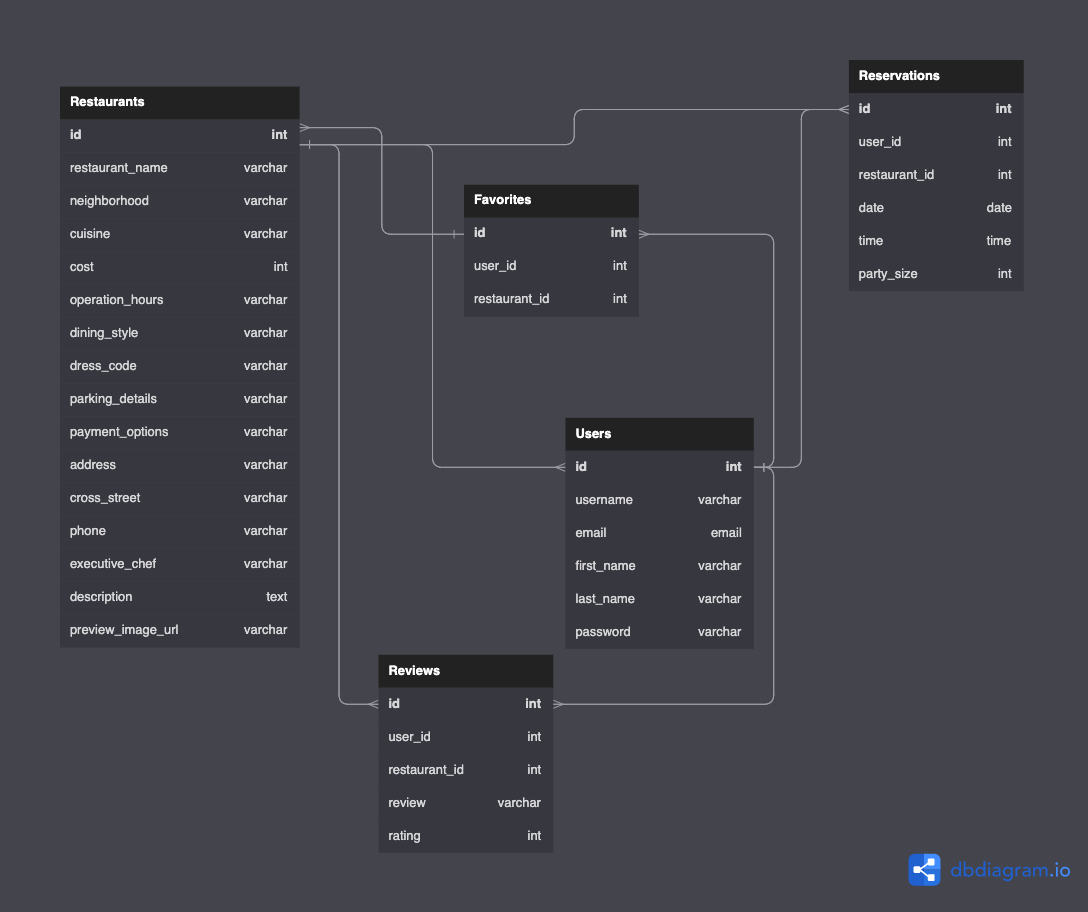 Restaurants
id int
restaurant_name varchar
neighborhood varchar
cuisine varchar
cost int
operation_hours varchar
dining_style varchar
dress_code varchar
parking_details varchar
payment_options varchar
address varchar
cross_street varchar
phone varchar
executive_chef varchar
description text
preview_image_url varchar
Favorites
id int
user_id int
restaurant_id int
Reservations
id int
user_id int
restaurant_id int
date date
time time
party_size int
Users
id int
username varchar
email email
first_name varchar
last_name varchar
password varchar
Reviews
id int
user_id int
restaurant_id int
review varchar
rating int
dbdiagram.io